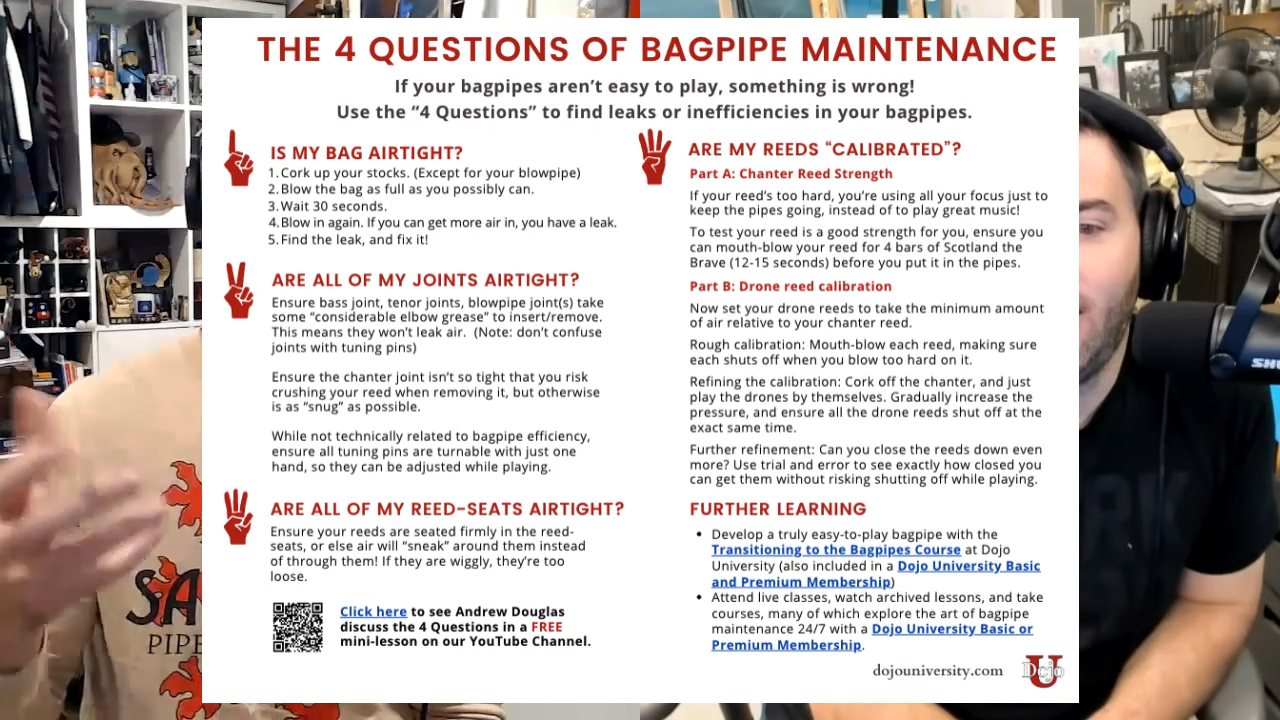 THE 4 QUESTIONS OF BAGPIPE MAINTENANCE
If your bagpipes aren't easy to play, something is wrong!
Use the “4 Questions” to find leaks or inefficiencies in your bagpipes.
IS MY BAG AIRTIGHT?
1. Cork up your stocks. (Except for your blowpipe)
2. Blow the bag as full as you possibly can.
3. Wait 30 seconds.
4. Blow in again. If you can get more air in, you have a leak.
5. Find the leak, and fix it!
ARE ALL OF MY JOINTS AIRTIGHT?
Ensure bass joint, tenor joints, blowpipe joint(s) take
some “considerable elbow grease” to insert/remove.
This means they won't leak air. (Note: don't confuse
joints with tuning pins)
Ensure the chanter joint isn't so tight that you risk
crushing your reed when removing it, but otherwise
is as “snug” as possible.
While not technically related to bagpipe efficiency,
ensure all tuning pins are turnable with just one
hand, so they can be adjusted while playing.
ARE ALL OF MY REED-SEATS AIRTIGHT?
Ensure your reeds are seated firmly in the reed-
seats, or else air will “sneak” around them instead
of through them! If they are wiggly, they're too
loose.
Click here to see Andrew Douglas
discuss the 4 Questions in a FREE
mini-lesson on our YouTube Channel.
ARE MY REEDS “CALIBRATED”?
Part A: Chanter Reed Strength
If your reed's too hard, you're using all your focus just to
keep the pipes going, instead of to play great music!
To test your reed is a good strength for you, ensure you
can mouth-blow your reed for 4 bars of Scotland the
Brave (12-15 seconds) before you put it in the pipes.
Part B: Drone reed calibration
Now set your drone reeds to take the minimum amount
of air relative to your chanter reed.
Rough calibration: Mouth-blow each reed, making sure
each shuts off when you blow too hard on it.
Refining the calibration: Cork off the chanter, and just
play the drones by themselves. Gradually increase the
pressure, and ensure all the drone reeds shut off at the
exact same time.
Further refinement: Can you close the reeds down even
more? Use trial and error to see exactly how closed you
can get them without risking shutting off while playing.
FURTHER LEARNING
• Develop a truly easy-to-play bagpipe with the
Transitioning to the Bagpipes Course at Dojo
University (also included in a Dojo University Basic
and Premium Membership)
• Attend live classes, watch archived lessons, and take
courses, many of which explore the art of bagpipe
maintenance 24/7 with a Dojo University Basic or
Premium Membership.
dojouniversity.com
Dojo U
SA
PIPE
SHU